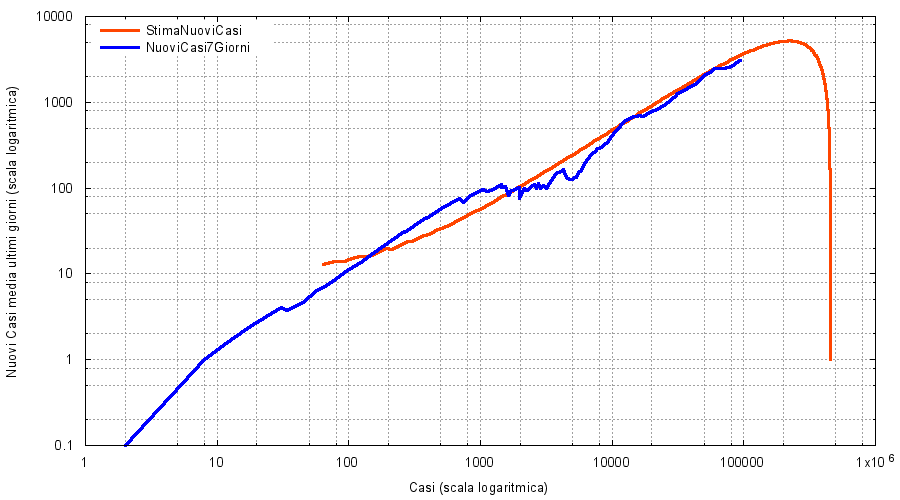 10000
StimaNuoviCasi
NuoviCasi7Giorni
1000
100
10
1
0.1
Nuovi Casi media ultimi giorni (scala logaritmica)
1
10
100
1000
10000
100000
1x10 6
Casi (scala logaritmica)